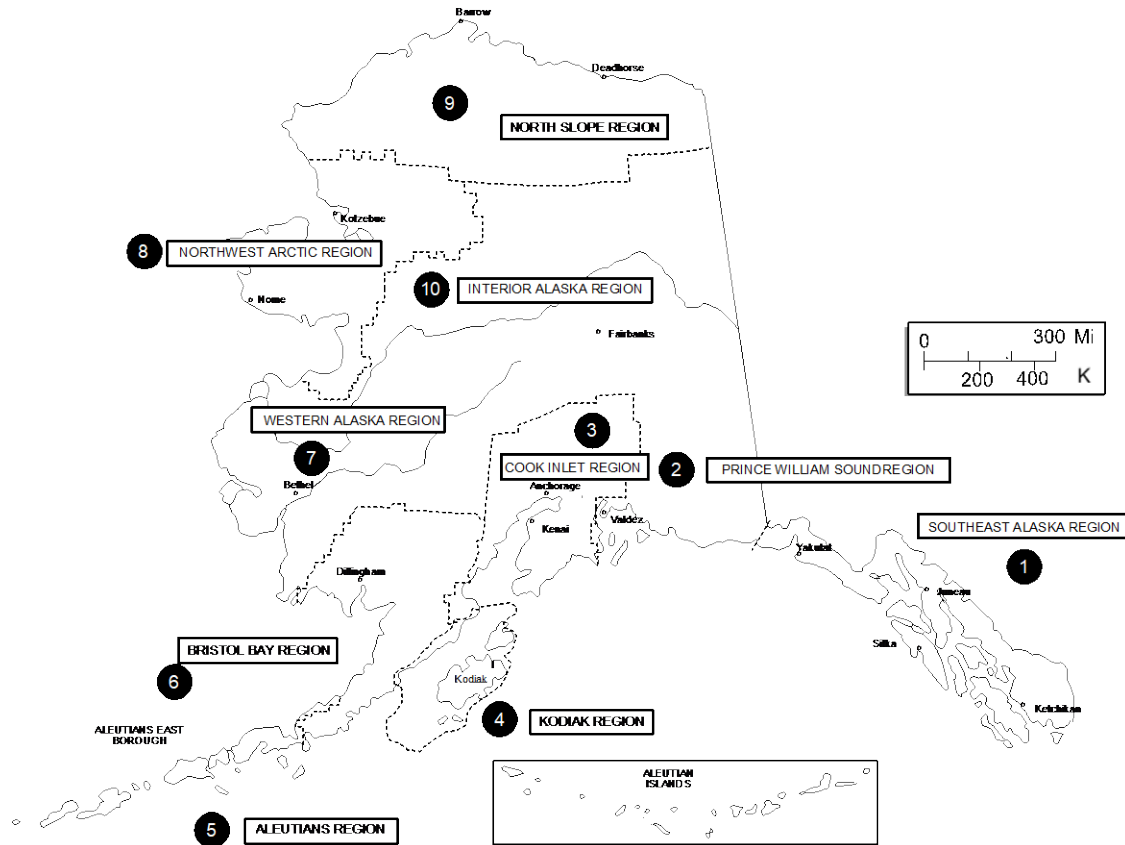 Barrow
Deadhorse
9
NORTH SLOPE REGION
Kotzebue
8
NORTHWEST ARCTIC REGION
10
INTERIOR ALASKA REGION
Nome
Fairbanks
0 300 Mi
200 400 K
WESTERN ALASKA REGION
3
7
COOK INLET REGION
2
PRINCE WILLIAM SOUNDREGION
Bethel
Anchorage
Valdez
Kenai
SOUTHEAST ALASKA REGION
Yakutat
1
Dillingham
Juneau
Sitka
BRISTOL BAY REGION
6
Kodiak
Ketchikan
4
KODIAK REGION
ALEUTIANS EAST
BOROUGH
ALEUTIAN
ISLANDS
5
ALEUTIANS REGION